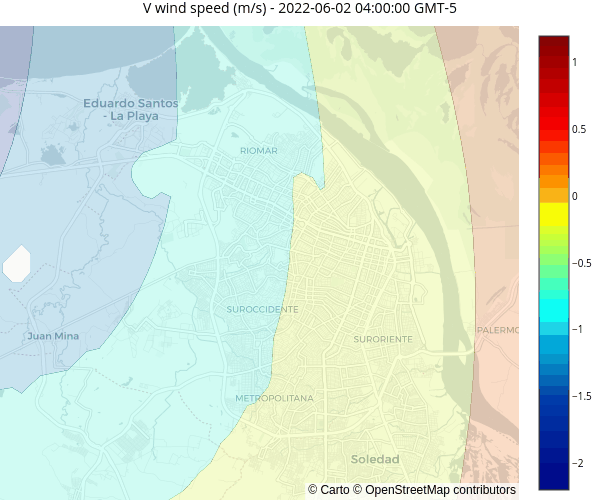 V wind speed (m/s) - 2022-06-02 04:00:00 GMT-5
Eduardo Santos
- La Playa
RIOMAR
SUROCCIDENTE
Juan Mina
SURORIENTE
PALERMO
METROPOLITANA
Soledad
© Carto © OpenStreetMap contributors
1
0.5
0
−0.5
−1
−1.5
−2